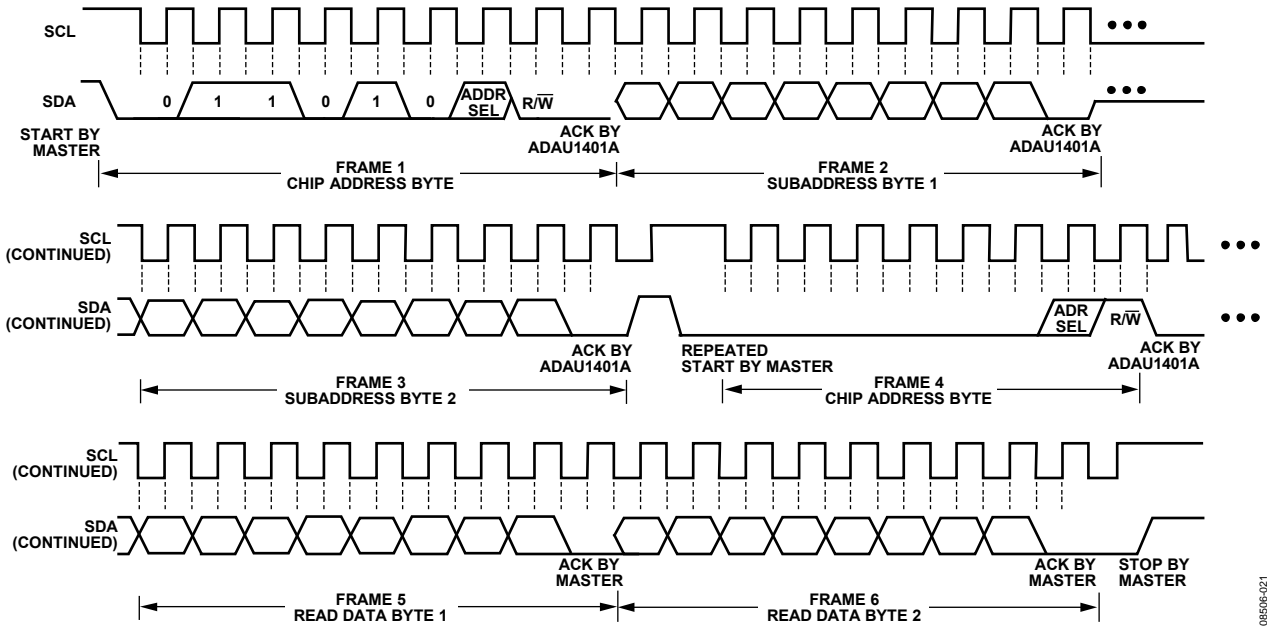 SCL
SDA
0 1 1 0 1 0 ADDR SEL R/W̅
START BY MASTER
ACK BY ADAU1401A
ACK BY ADAU1401A
FRAME 1
CHIP ADDRESS BYTE
FRAME 2
SUBADDRESS BYTE 1
SCL
(CONTINUED)
SDA
(CONTINUED)
ADR SEL R/W̅
ACK BY ADAU1401A
REPEATED START BY MASTER
ACK BY ADAU1401A
FRAME 3
SUBADDRESS BYTE 2
FRAME 4
CHIP ADDRESS BYTE
SCL
(CONTINUED)
SDA
(CONTINUED)
ACK BY MASTER
ACK BY MASTER
STOP BY MASTER
FRAME 5
READ DATA BYTE 1
FRAME 6
READ DATA BYTE 2
08506-021